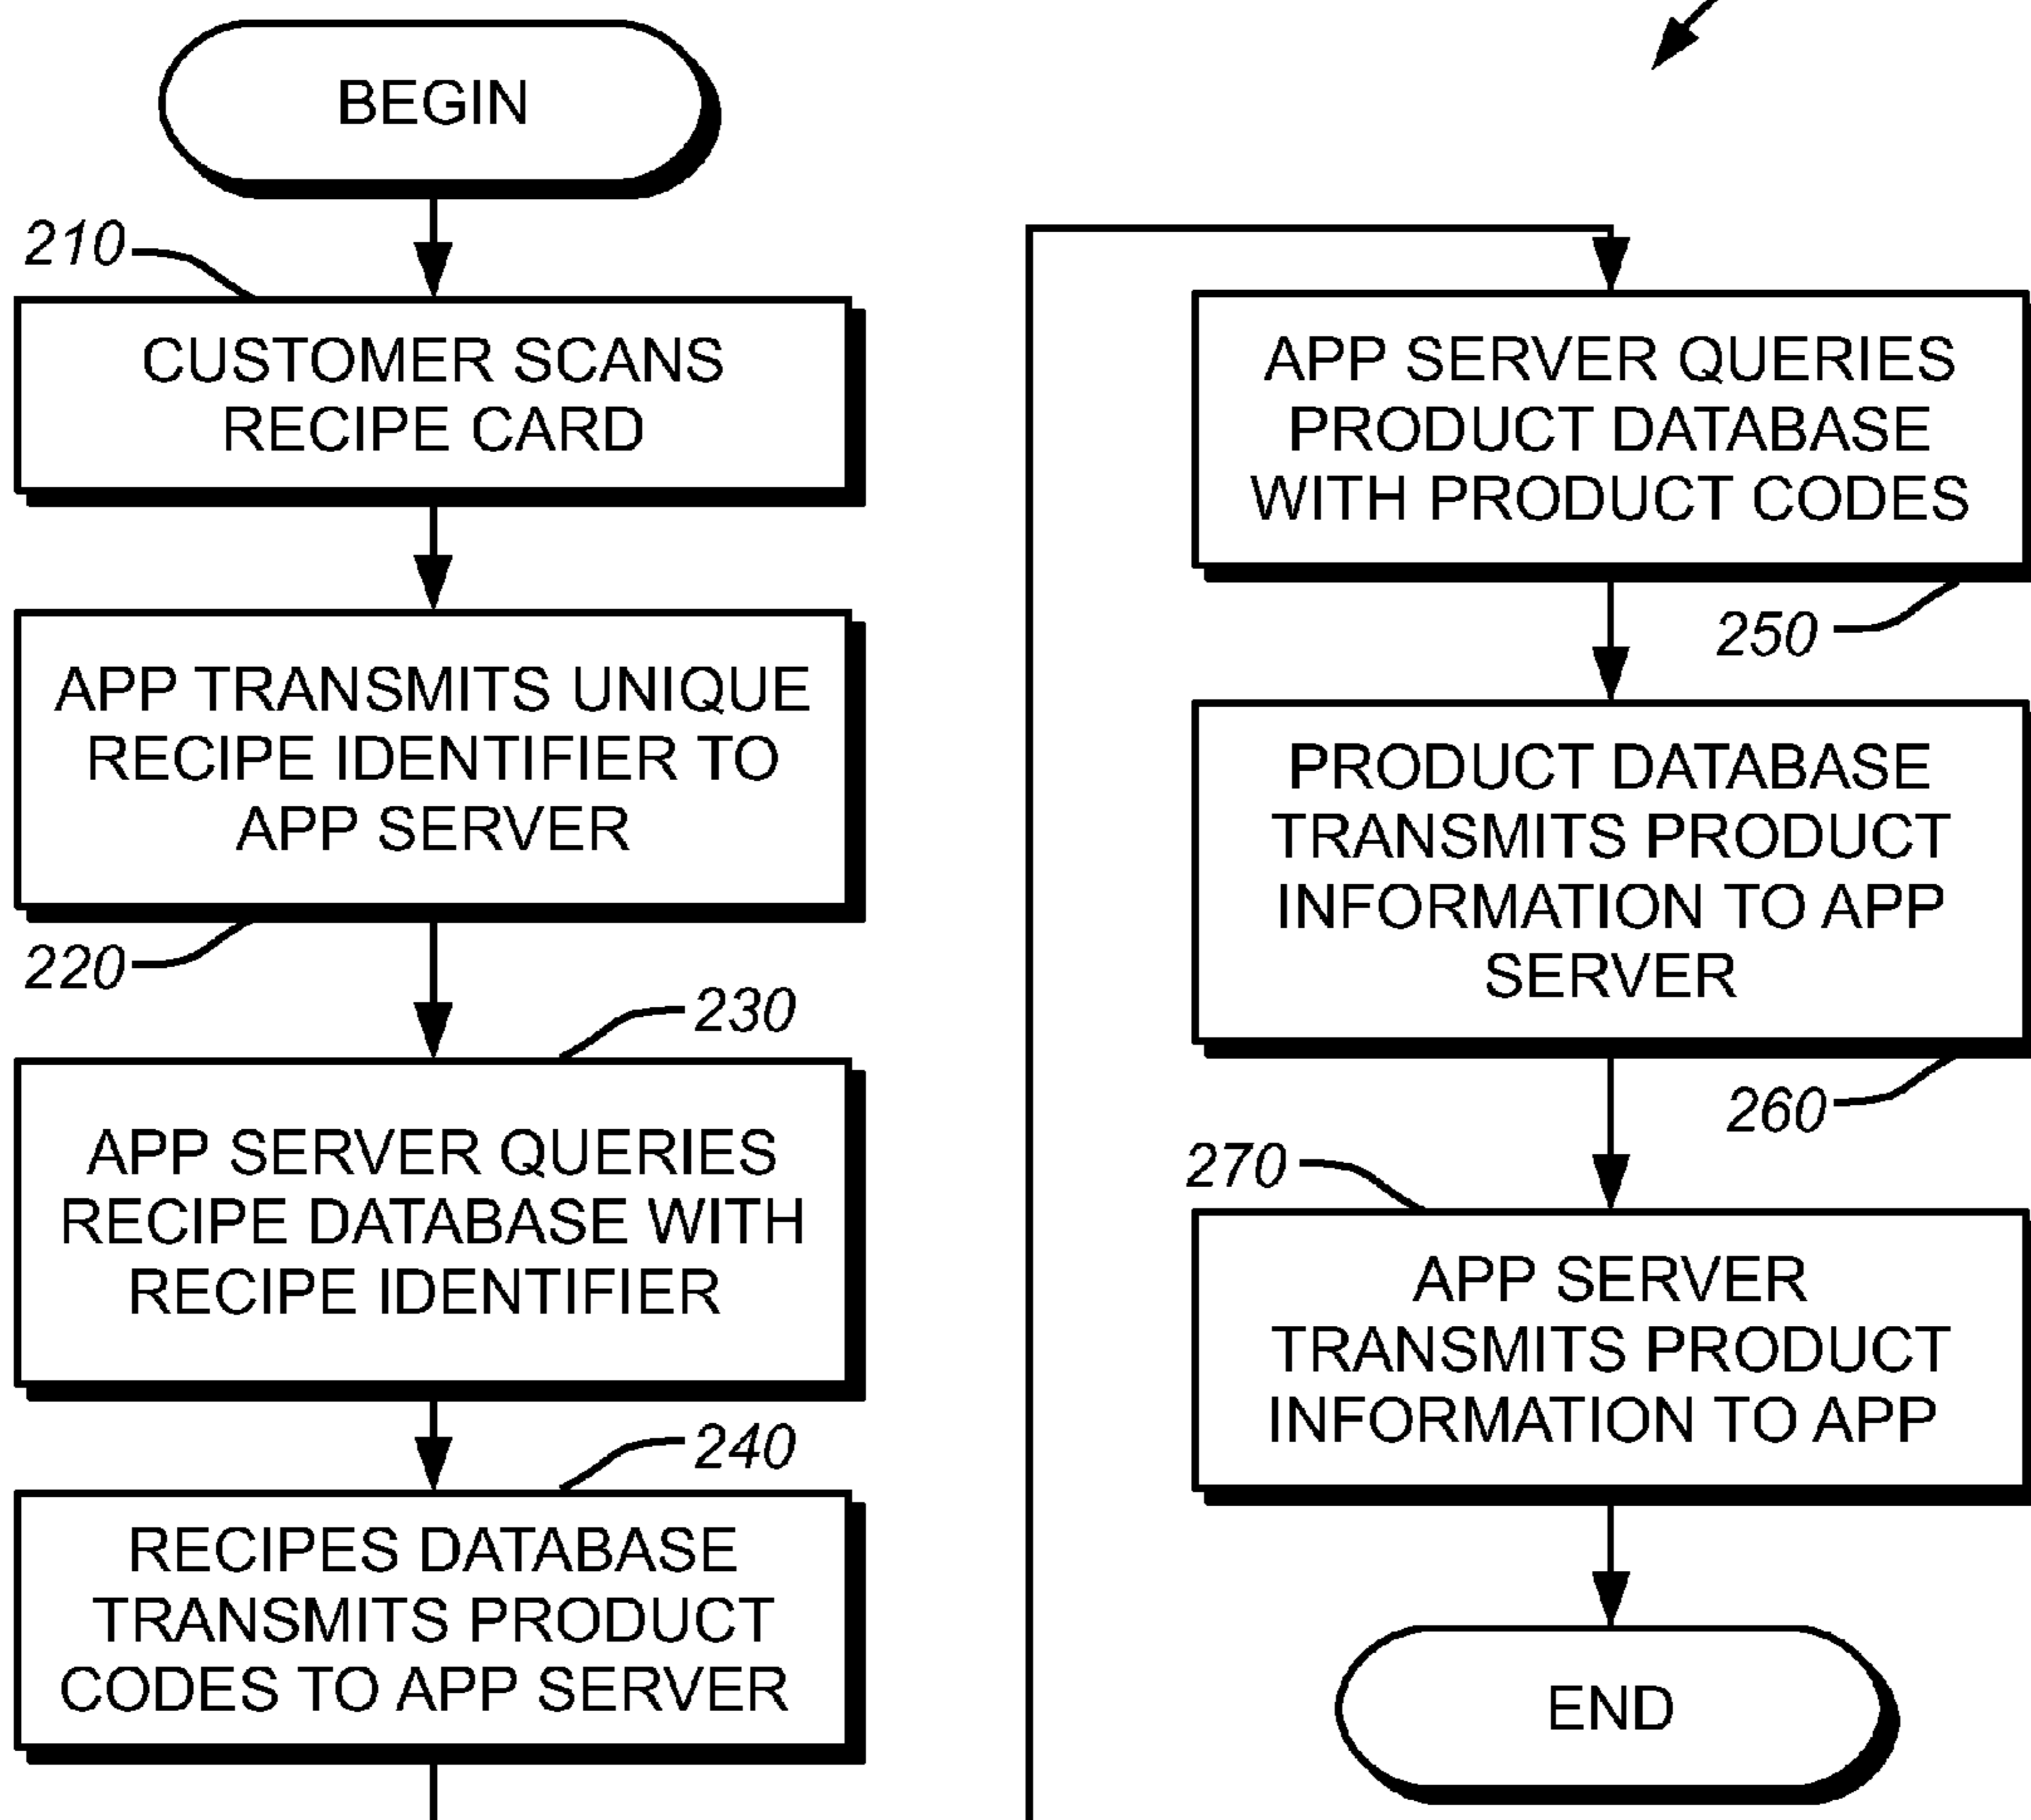 BEGIN
210
CUSTOMER SCANS
RECIPE CARD
APP TRANSMITS UNIQUE
RECIPE IDENTIFIER TO
APP SERVER
220
230
APP SERVER QUERIES
RECIPE DATABASE WITH
RECIPE IDENTIFIER
240
RECIPES DATABASE
TRANSMITS PRODUCT
CODES TO APP SERVER
APP SERVER QUERIES
PRODUCT DATABASE
WITH PRODUCT CODES
250
PRODUCT DATABASE
TRANSMITS PRODUCT
INFORMATION TO APP
SERVER
260
270
APP SERVER
TRANSMITS PRODUCT
INFORMATION TO APP
END